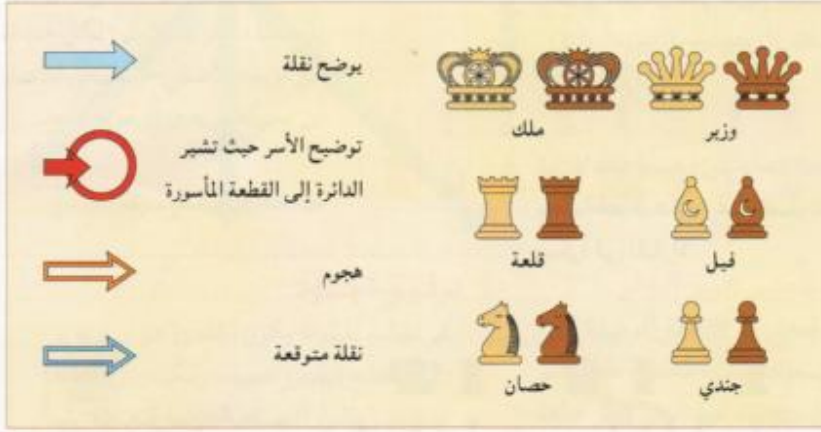 وزير
ملك
فيل
قلعة
جندي
حصان
يوضح نقلة
توضيح الأسر حيث تشير
الدائرة إلى القطعة المأسورة
هجوم
نقلة متوقعة